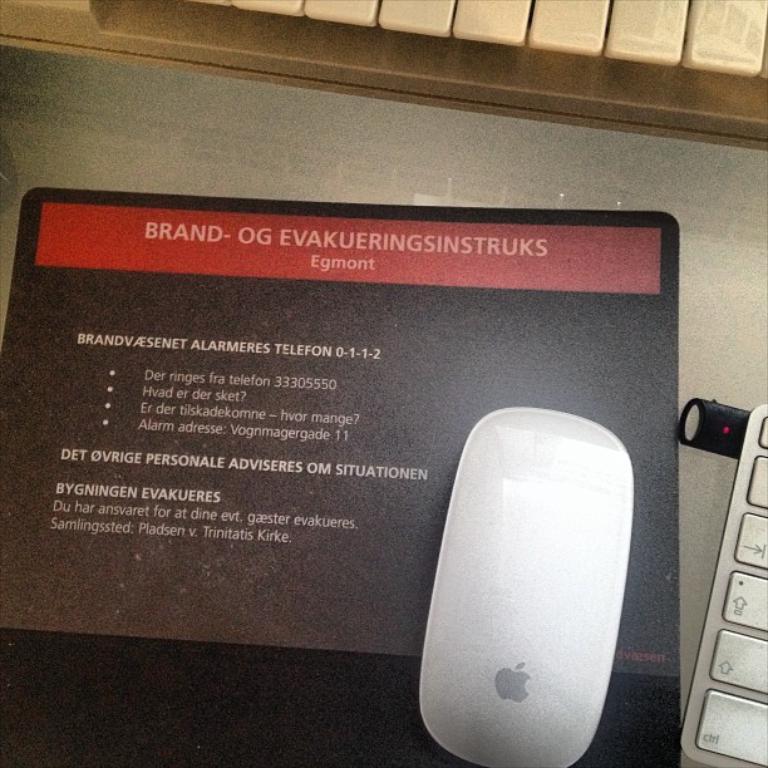 BRAND- OG EVAKUERINGSINSTRUKS
Egmont
BRANDVÆSENET ALARMERES TELEFON 0-1-1-2
• Der ringes fra telefon 33305550
• Hvad er der sket?
• Er der tilskadekomne – hvor mange?
• Alarm adresse: Vognmagergade 11
DET ØVRIGE PERSONALE ADVISERES OM SITUATIONEN
BYGNINGEN EVAKUERES
Du har ansvaret for at dine evt. gæster evakueres.
Samlingssted: Pladsen v. Trinitatis Kirke.
ctrl